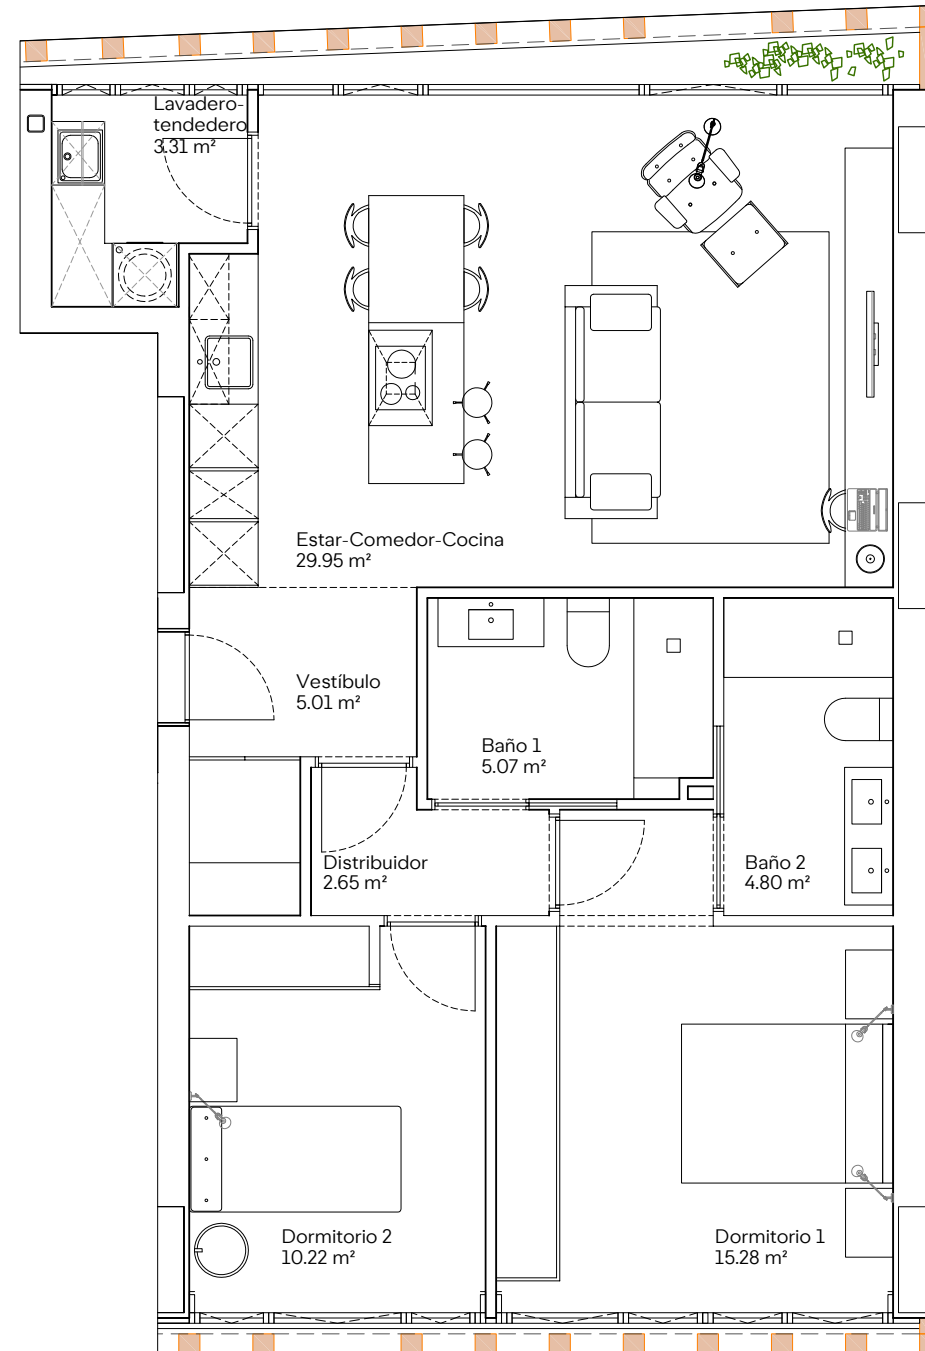 Lavadero-
tendedero
3.31 m²
Estar-Comedor-Cocina
29.95 m²
Vestíbulo
5.01 m²
Baño 1
5.07 m²
Distribuidor
2.65 m²
Baño 2
4.80 m²
Dormitorio 2
10.22 m²
Dormitorio 1
15.28 m²